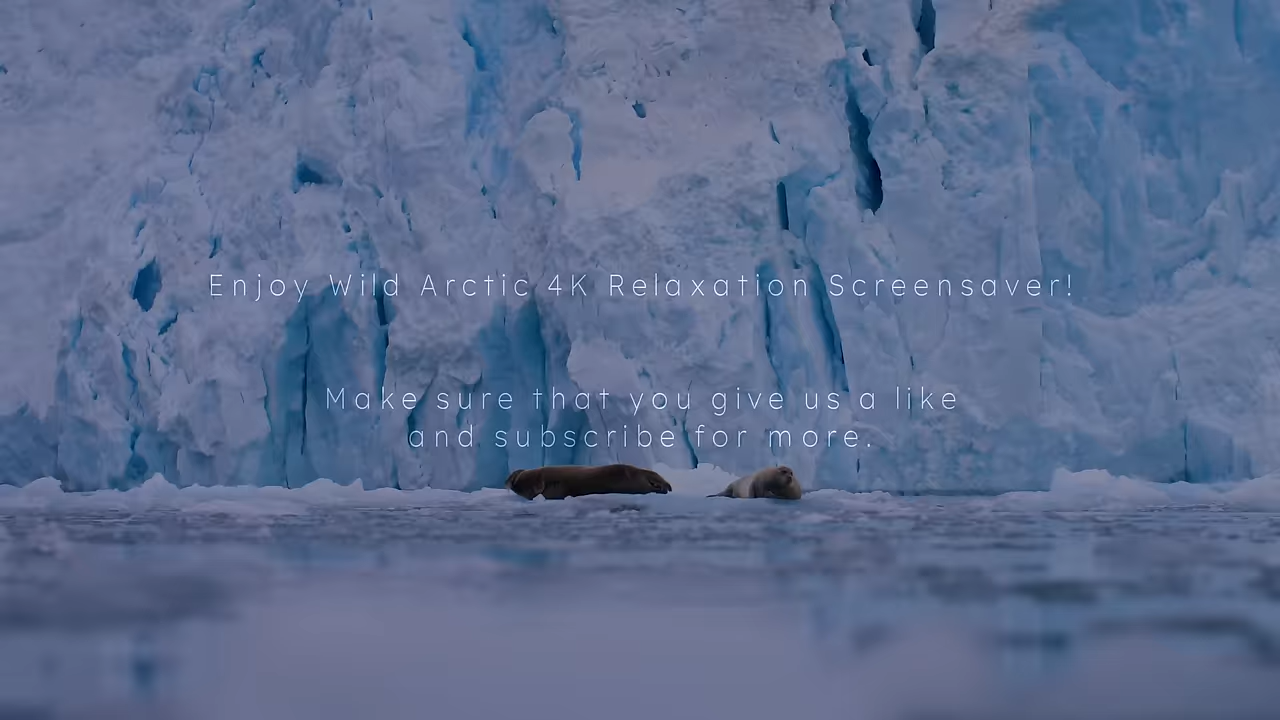 Enjoy Wild Arctic 4K Relaxation Screensaver!
Make sure that you give us a like
and subscribe for more.